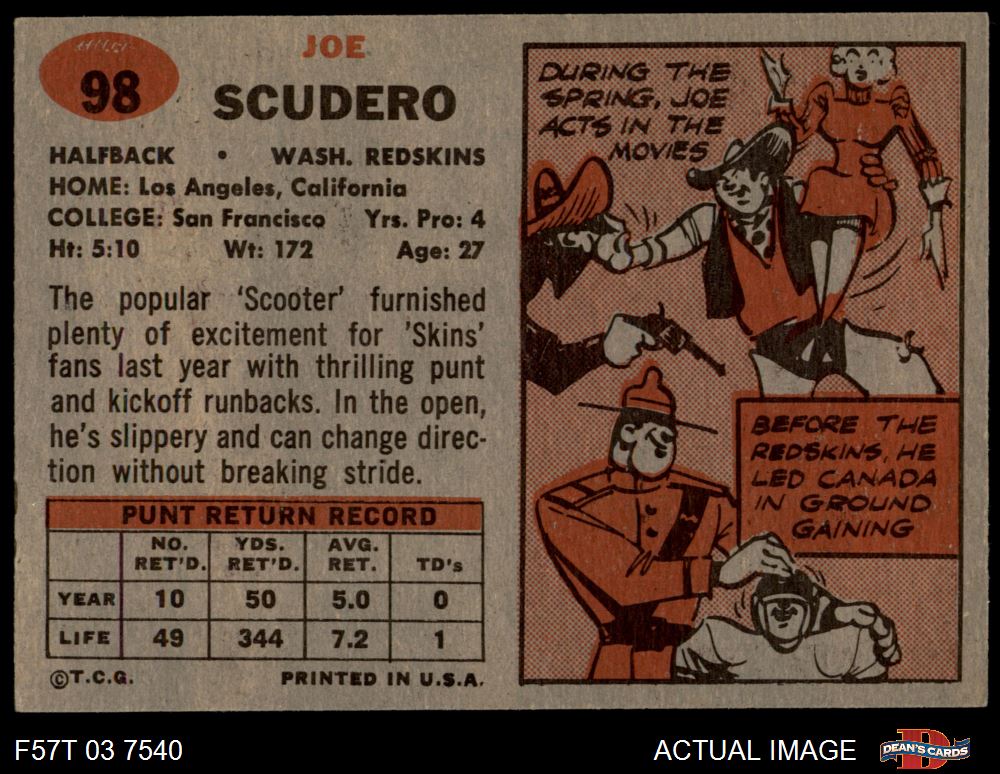 98
JOE
SCUDERO
HALFBACK • WASH. REDSKINS
HOME: Los Angeles, California
COLLEGE: San Francisco Yrs. Pro: 4
Ht: 5:10 Wt: 172 Age: 27
The popular 'Scooter' furnished
plenty of excitement for 'Skins'
fans last year with thrilling punt
and kickoff runbacks. In the open,
he's slippery and can change direc-
tion without breaking stride.
PUNT RETURN RECORD
NO. RET'D. YDS. RET'D. AVG. RET. TD's
YEAR 10 50 5.0 0
LIFE 49 344 7.2 1
©T.C.G. PRINTED IN U.S.A.
DURING THE
SPRING, JOE
ACTS IN THE
MOVIES
BEFORE THE
REDSKINS, HE
LED CANADA
IN GROUND
GAINING
F57T 03 7540
ACTUAL IMAGE
DEAN'S CARDS